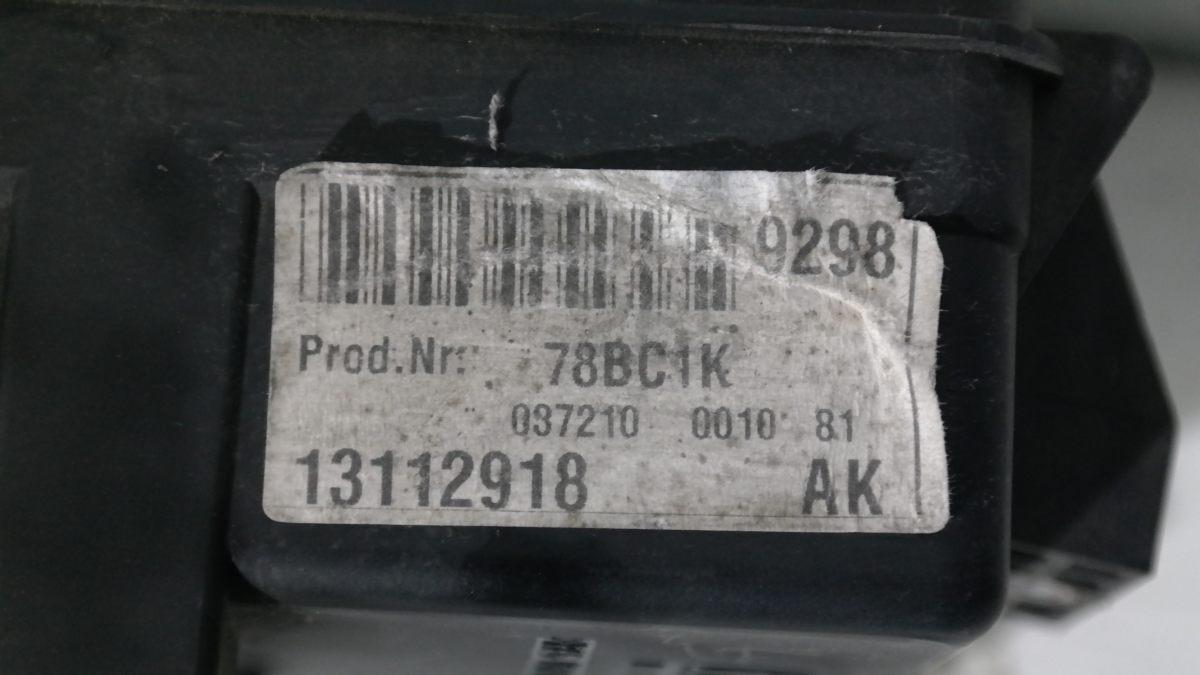 9298
Prod.Nr: 78BC1K
037210 0010 81
13112918 AK